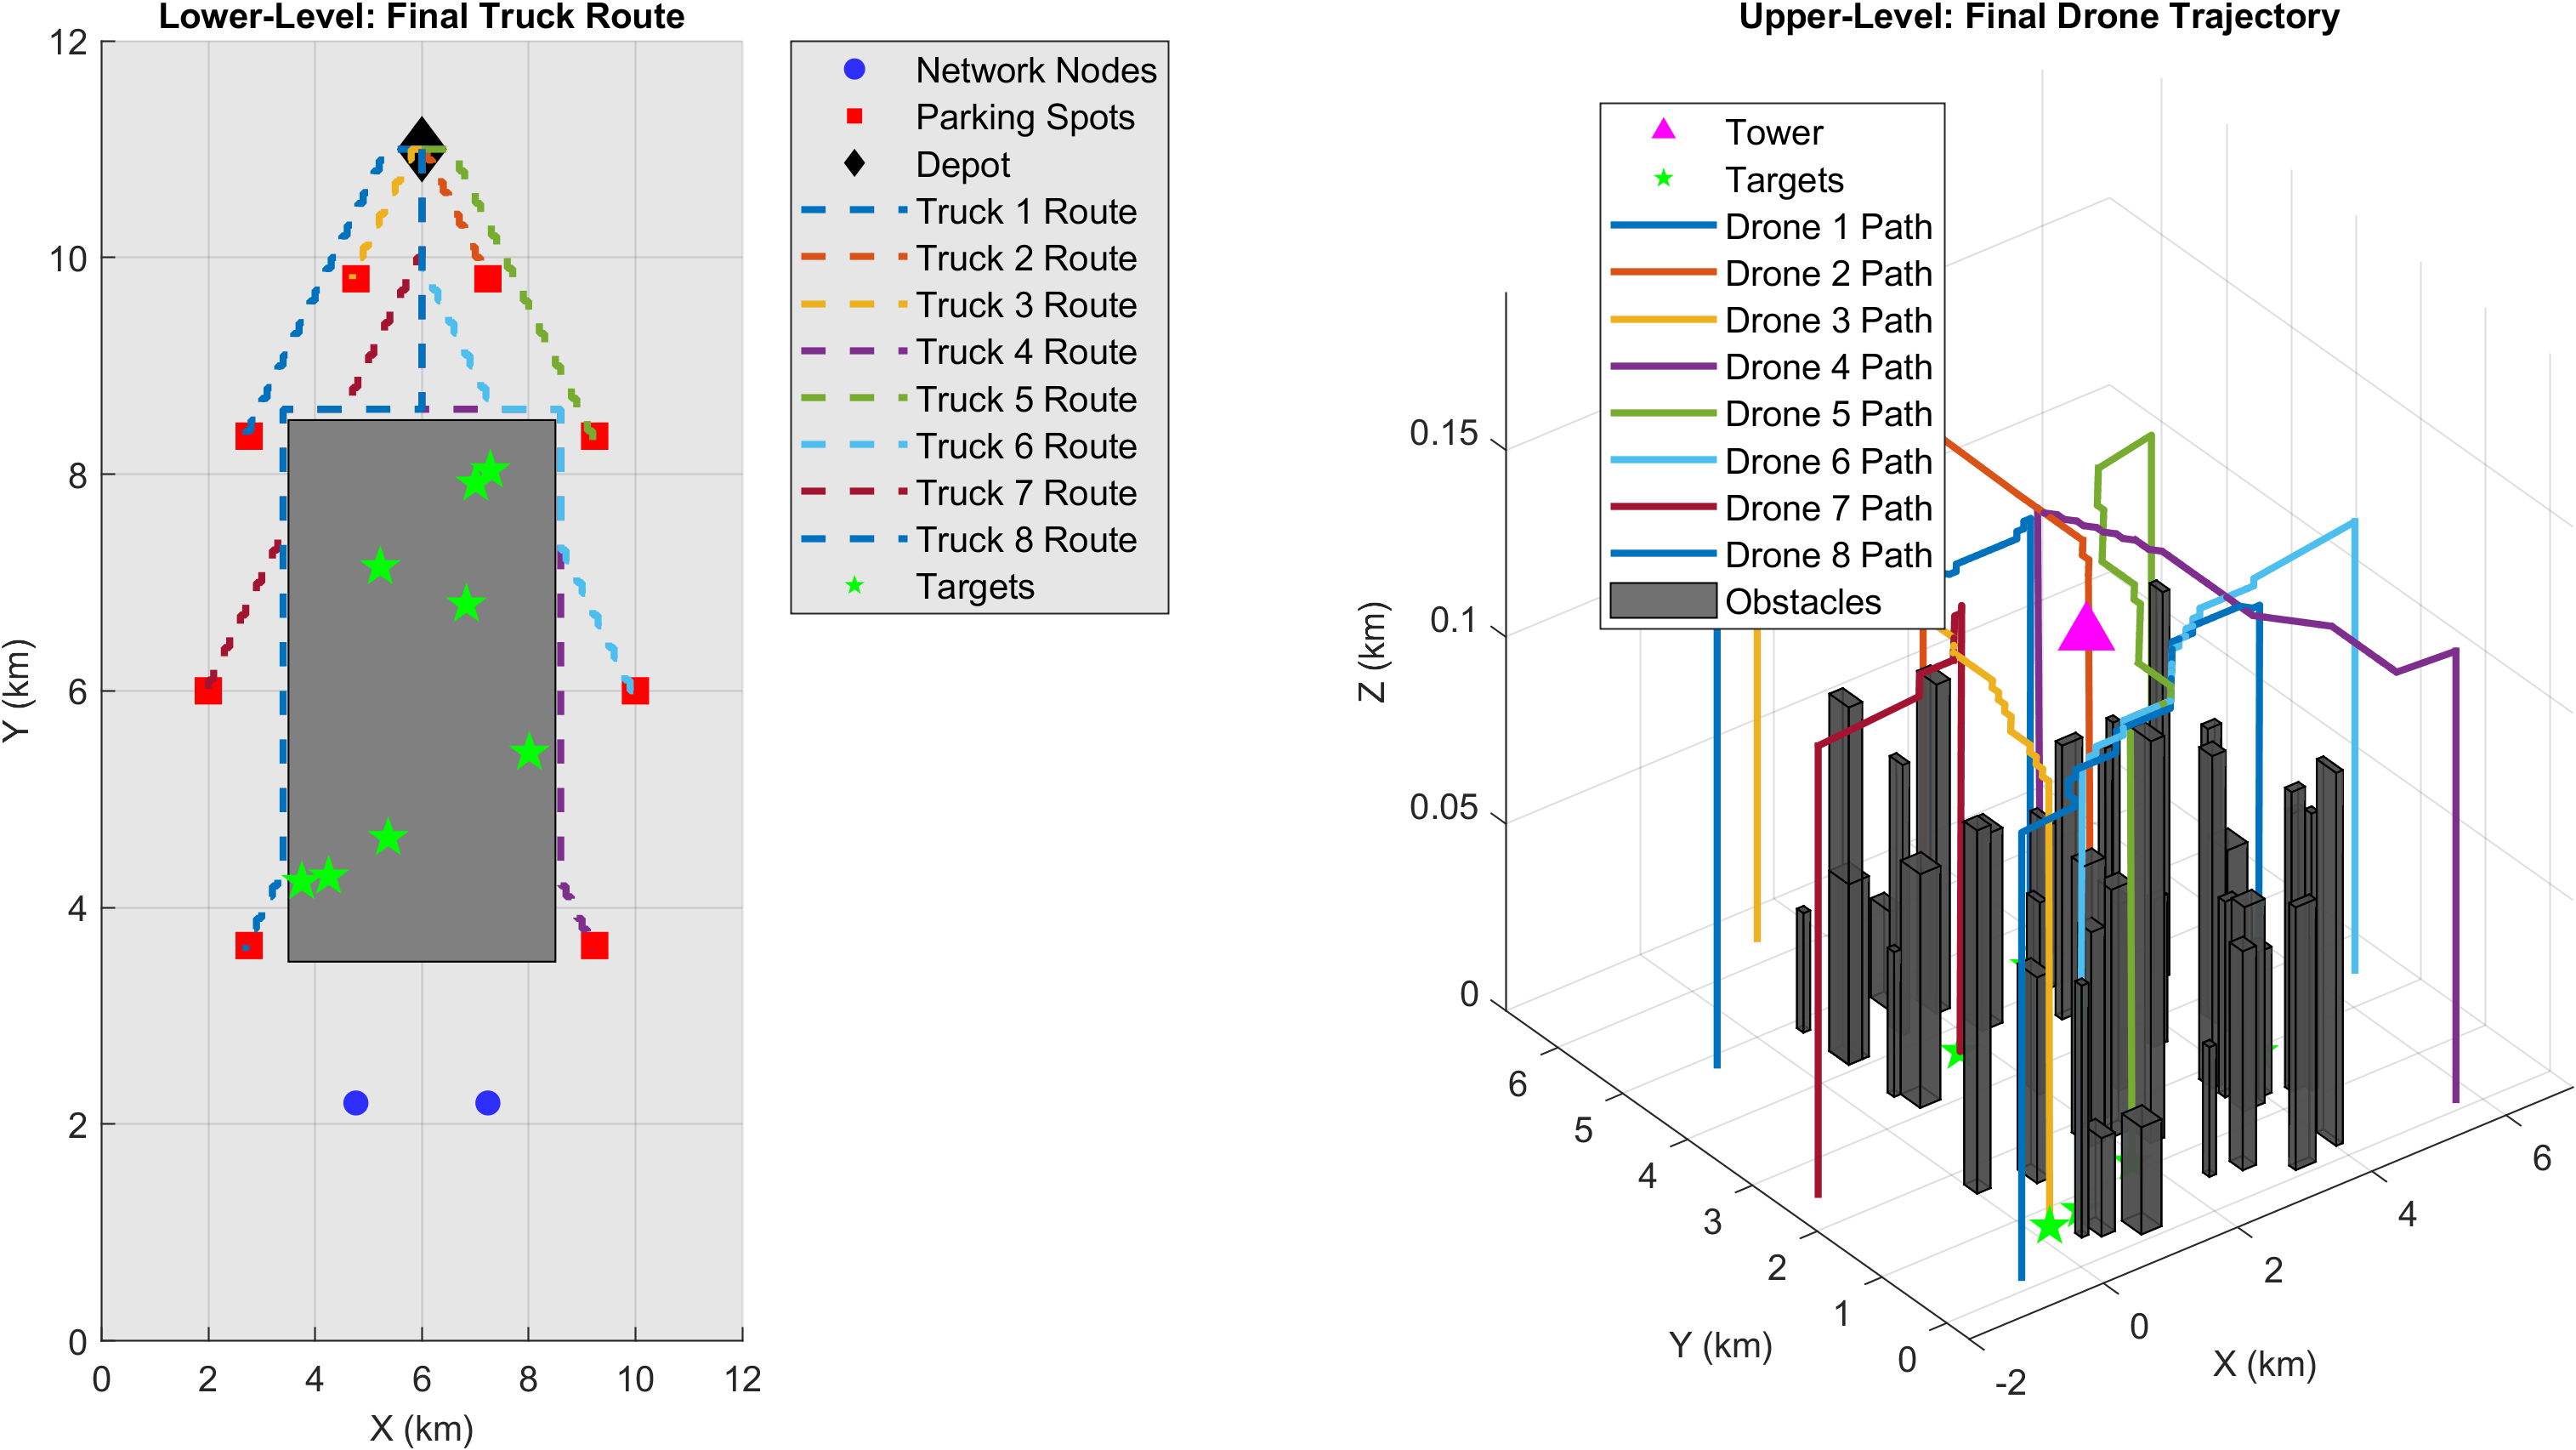 Lower-Level: Final Truck Route
12
10
8
6
4
2
0
0 2 4 6 8 10 12
X (km)
Y (km)
Network Nodes
Parking Spots
Depot
Truck 1 Route
Truck 2 Route
Truck 3 Route
Truck 4 Route
Truck 5 Route
Truck 6 Route
Truck 7 Route
Truck 8 Route
Targets
Upper-Level: Final Drone Trajectory
Tower
Targets
Drone 1 Path
Drone 2 Path
Drone 3 Path
Drone 4 Path
Drone 5 Path
Drone 6 Path
Drone 7 Path
Drone 8 Path
Obstacles
0.15
0.1
0.05
0
Z (km)
6
5
4
3
2
1
0
Y (km)
-2
0
2
4
6
X (km)